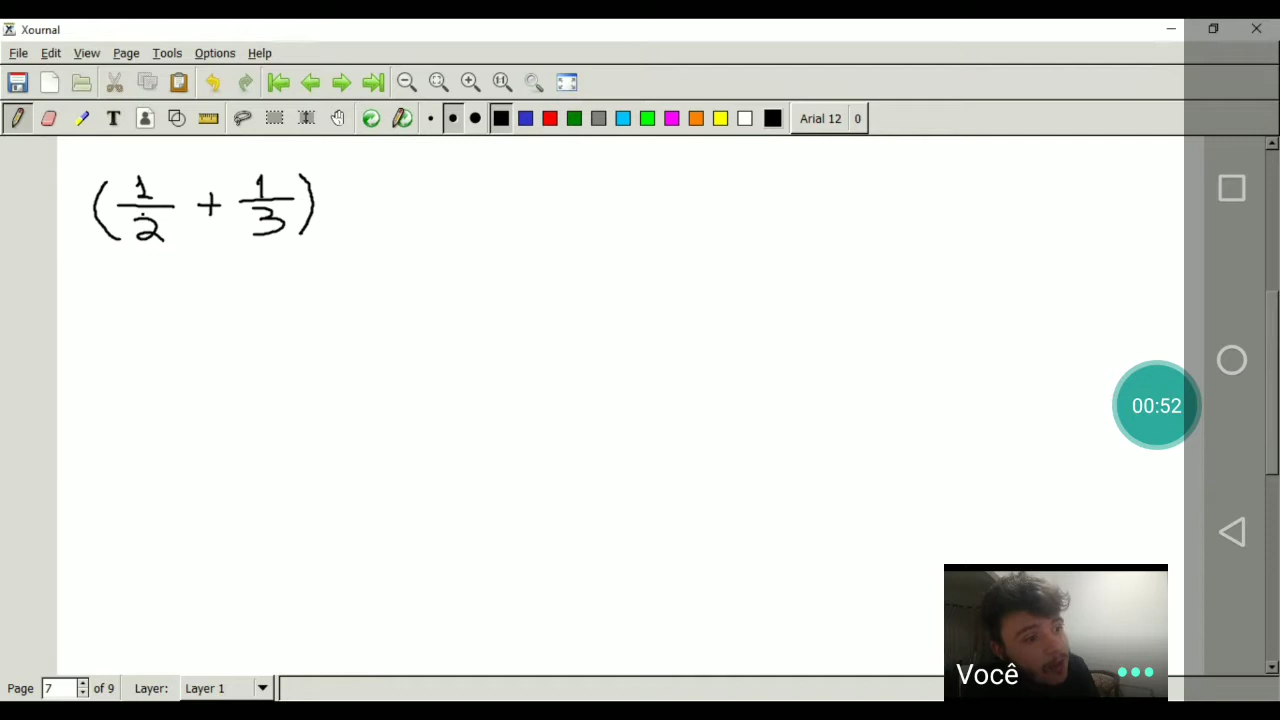 Xournal
File Edit View Page Tools Options Help
Arial 12 0
(1/2 + 1/3)
00:52
Você
Page 7 of 9 Layer: Layer 1